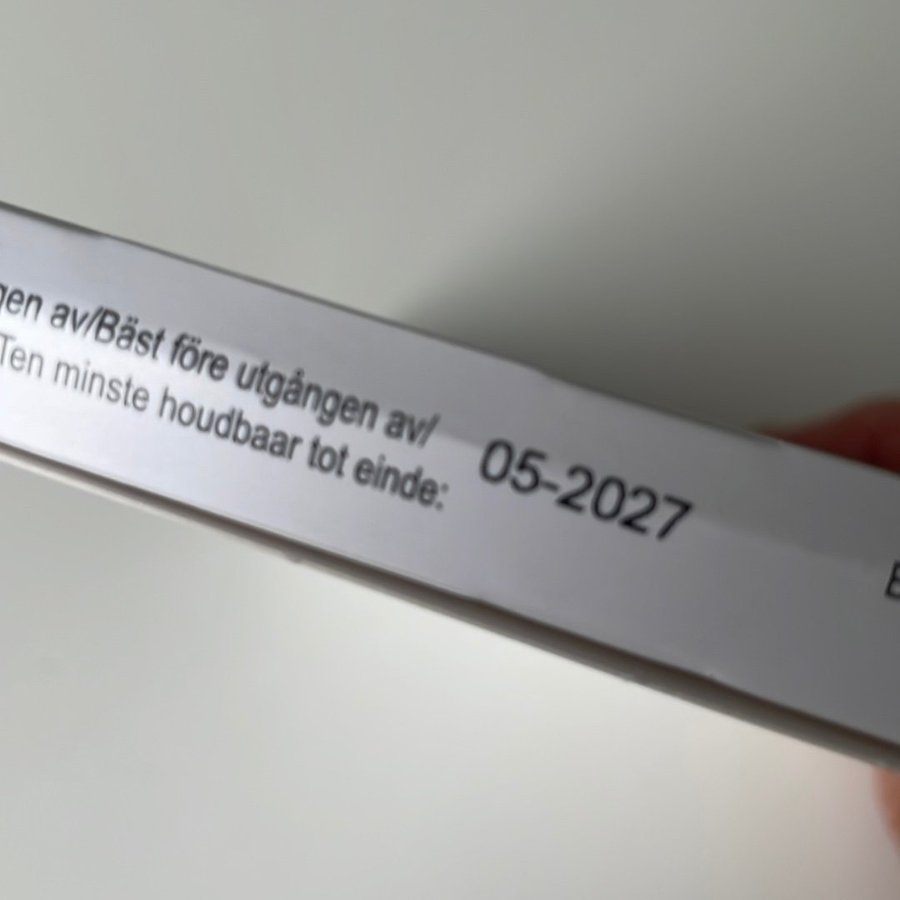 gen av/Bäst före utgången av/
Ten minste houdbaar tot einde:
05-2027